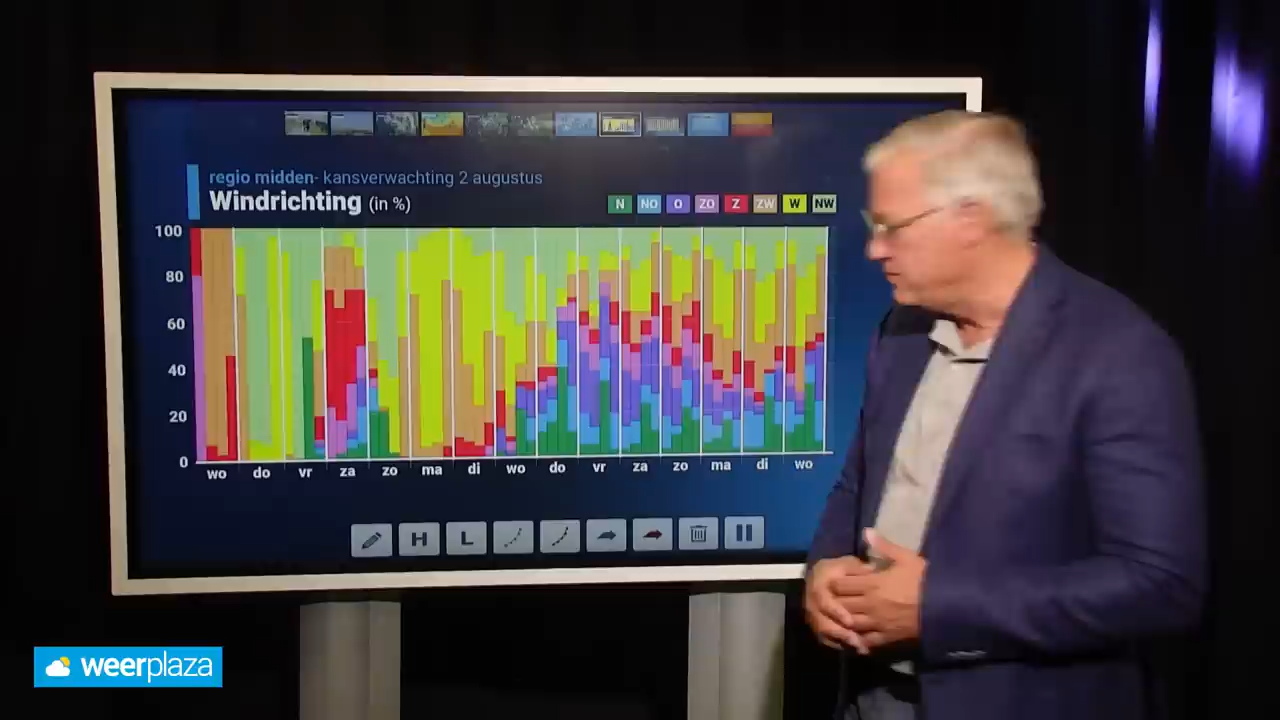 regio midden- kansverwachting 2 augustus
Windrichting (in %)
N NO O ZO Z ZW W NW
100
80
60
40
20
0
wo do vr za zo ma di wo do vr za zo ma di wo
H L
weerplaza